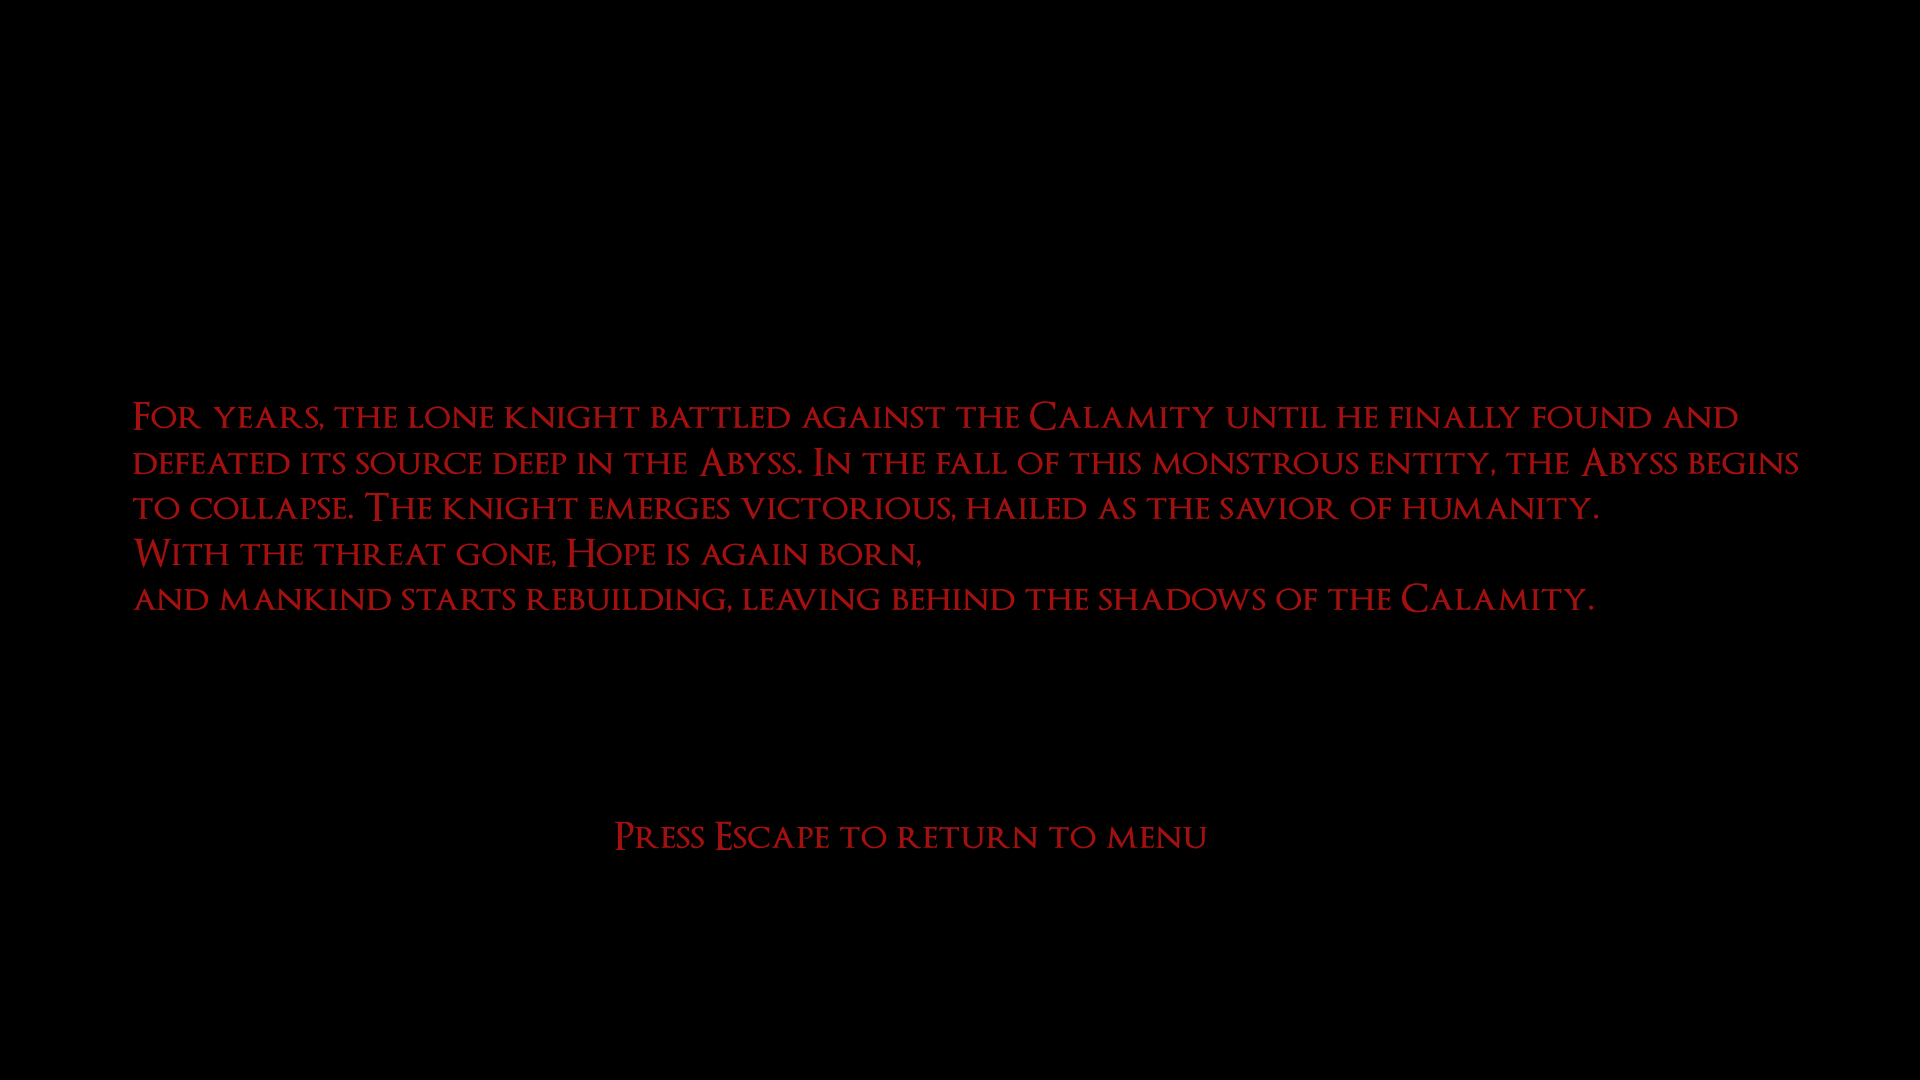 For years, the lone knight battled against the Calamity until he finally found and
defeated its source deep in the Abyss. In the fall of this monstrous entity, the Abyss begins
to collapse. The knight emerges victorious, hailed as the savior of humanity.
With the threat gone, Hope is again born,
and mankind starts rebuilding, leaving behind the shadows of the Calamity.
Press Escape to return to menu